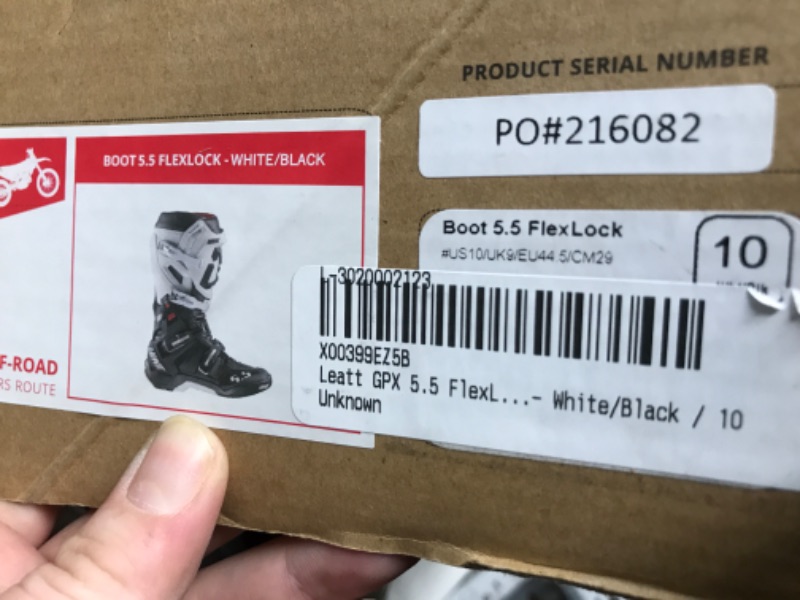 PRODUCT SERIAL NUMBER
PO#216082
BOOT 5.5 FLEXLOCK - WHITE/BLACK
Boot 5.5 FlexLock
#US10/UK9/EU44.5/CM29
10
L-3020002123
X00399EZ5B
Leatt GPX 5.5 FlexL...- White/Black / 10
Unknown
F-ROAD
RS ROUTE